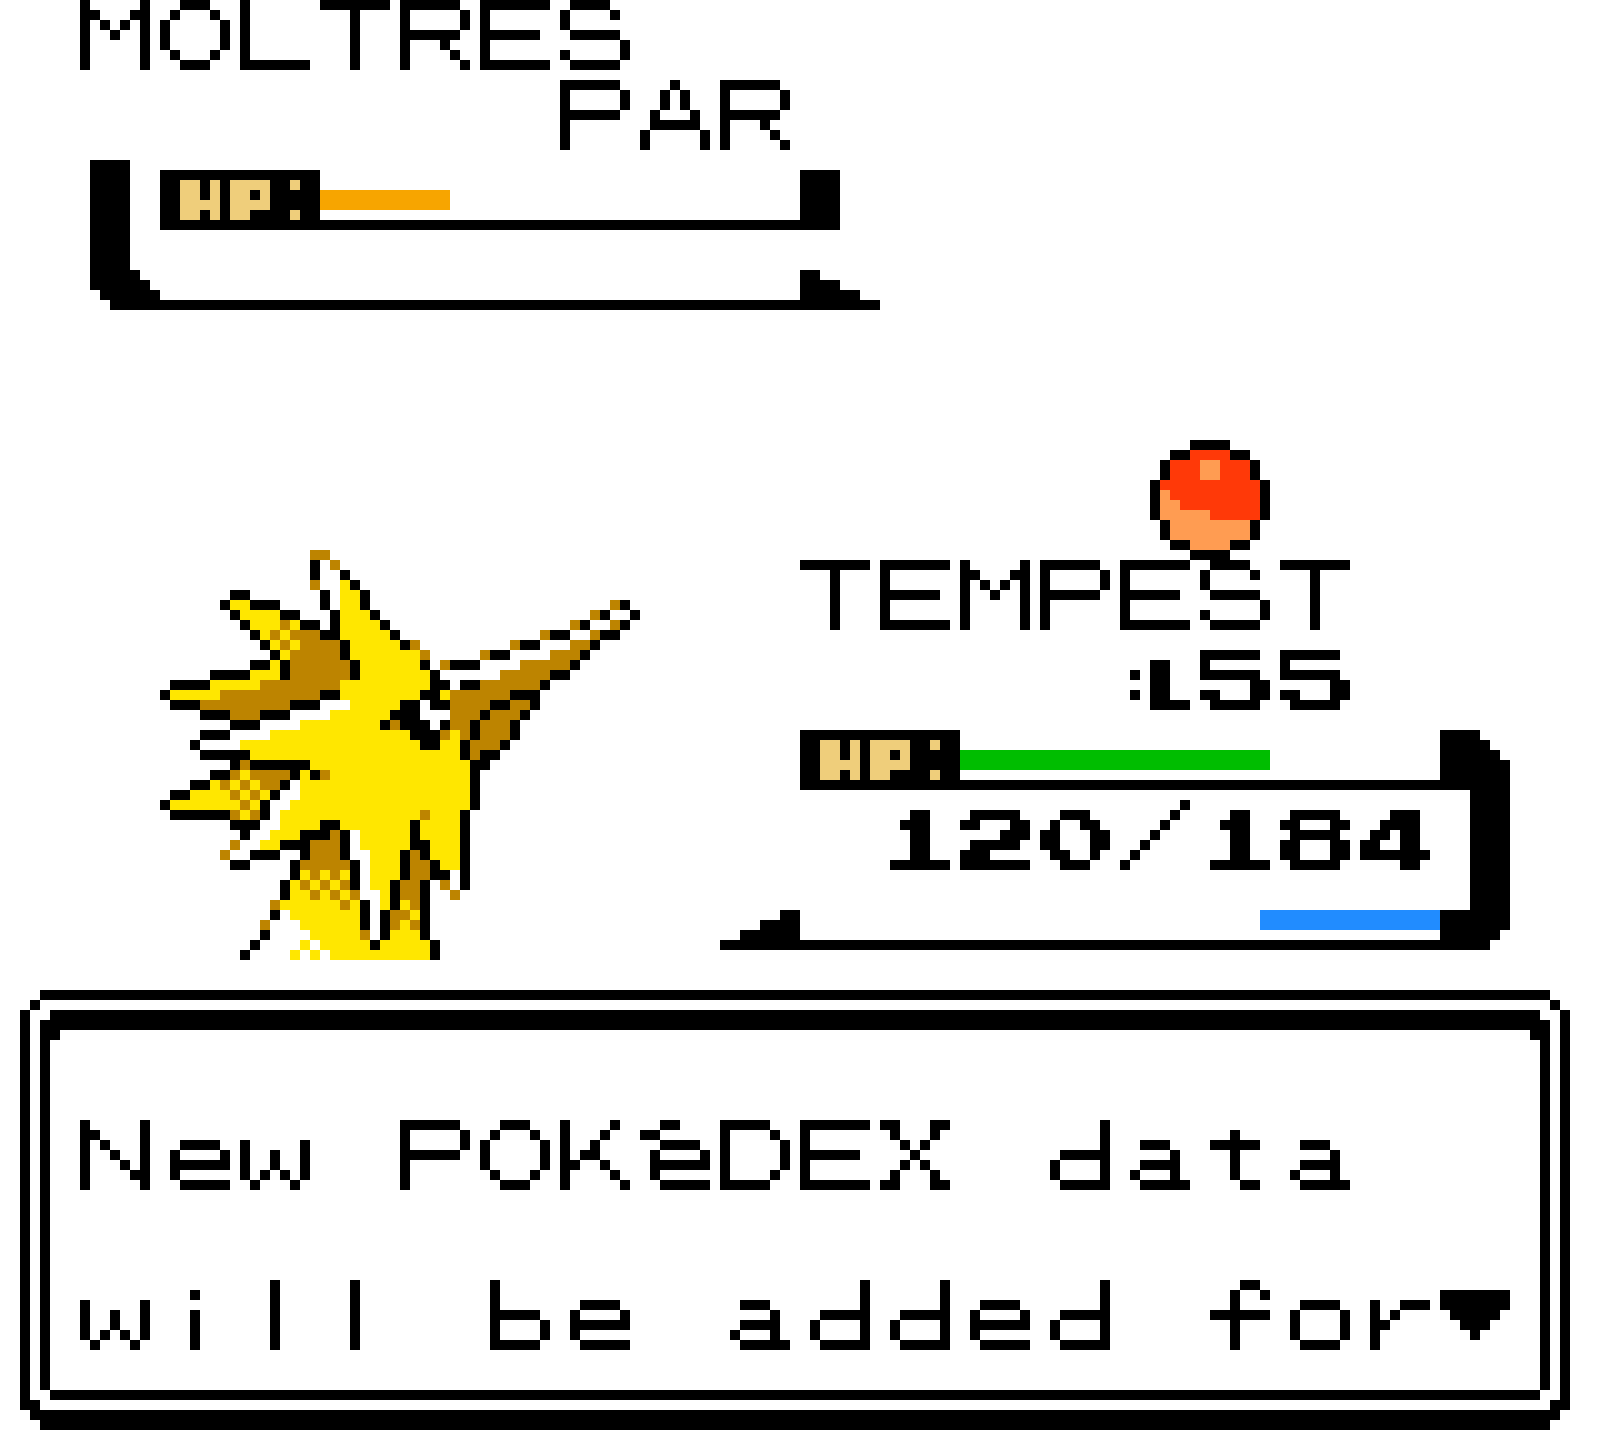 MOLTRES
PAR
HP:
TEMPEST
:L55
HP:
120/184
New POKéDEX data
will be added for▼